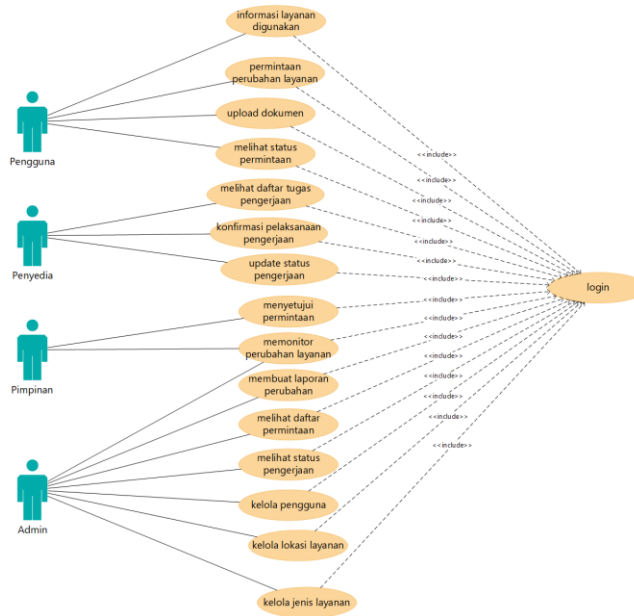 informasi layanan
digunakan
permintaan
perubahan layanan
upload dokumen
Pengguna
melihat status
permintaan
<<include>>
<<include>>
melihat daftar tugas
pengerjaan
<<include>>
<<include>>
konfirmasi pelaksanaan
pengerjaan
<<include>>
<<include>>
Penyedia
update status
pengerjaan
<<include>>
login
menyetujui
permintaan
<<include>>
<<include>>
Pimpinan
memonitor
perubahan layanan
<<include>>
membuat laporan
perubahan
<<include>>
<<include>>
melihat daftar
permintaan
<<include>>
<<include>>
melihat status
pengerjaan
kelola pengguna
Admin
kelola lokasi layanan
kelola jenis layanan